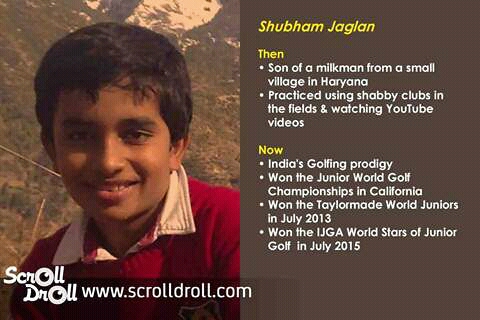 Shubham Jaglan
Then
• Son of a milkman from a small
village in Haryana
• Practiced using shabby clubs in
the fields & watching YouTube
videos
Now
• India's Golfing prodigy
• Won the Junior World Golf
Championships in California
• Won the Taylormade World Juniors
in July 2013
• Won the IJGA World Stars of Junior
Golf in July 2015
Scroll
Droll
www.scrolldroll.com